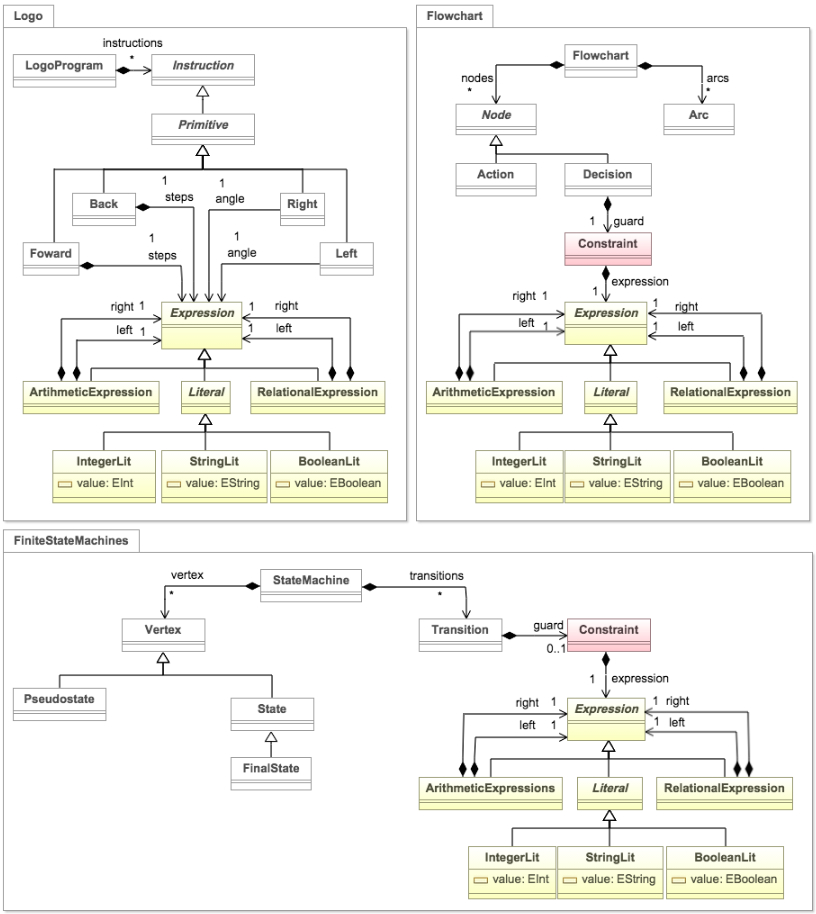 Logo
instructions
*
LogoProgram
Instruction
Primitive
1
steps
1
angle
Back
Right
1
steps
1
angle
Foward
Left
right 1
Expression
1 right
left 1
1 left
ArtihmeticExpression
Literal
RelationalExpression
IntegerLit
StringLit
BooleanLit
value: EInt
value: EString
value: EBoolean
Flowchart
Flowchart
nodes
*
arcs
*
Node
Arc
Action
Decision
1 guard
Constraint
expression
1
right 1
Expression
1 right
left 1
1 left
ArithmeticExpression
Literal
RelationalExpression
IntegerLit
StringLit
BooleanLit
value: EInt
value: EString
value: EBoolean
FiniteStateMachines
vertex
*
StateMachine
transitions
*
Vertex
Transition
guard
0..1
Constraint
1 expression
Pseudostate
State
right 1
Expression
1 right
left 1
1 left
FinalState
ArithmeticExpressions
Literal
RelationalExpression
IntegerLit
StringLit
BooleanLit
value: EInt
value: EString
value: EBoolean